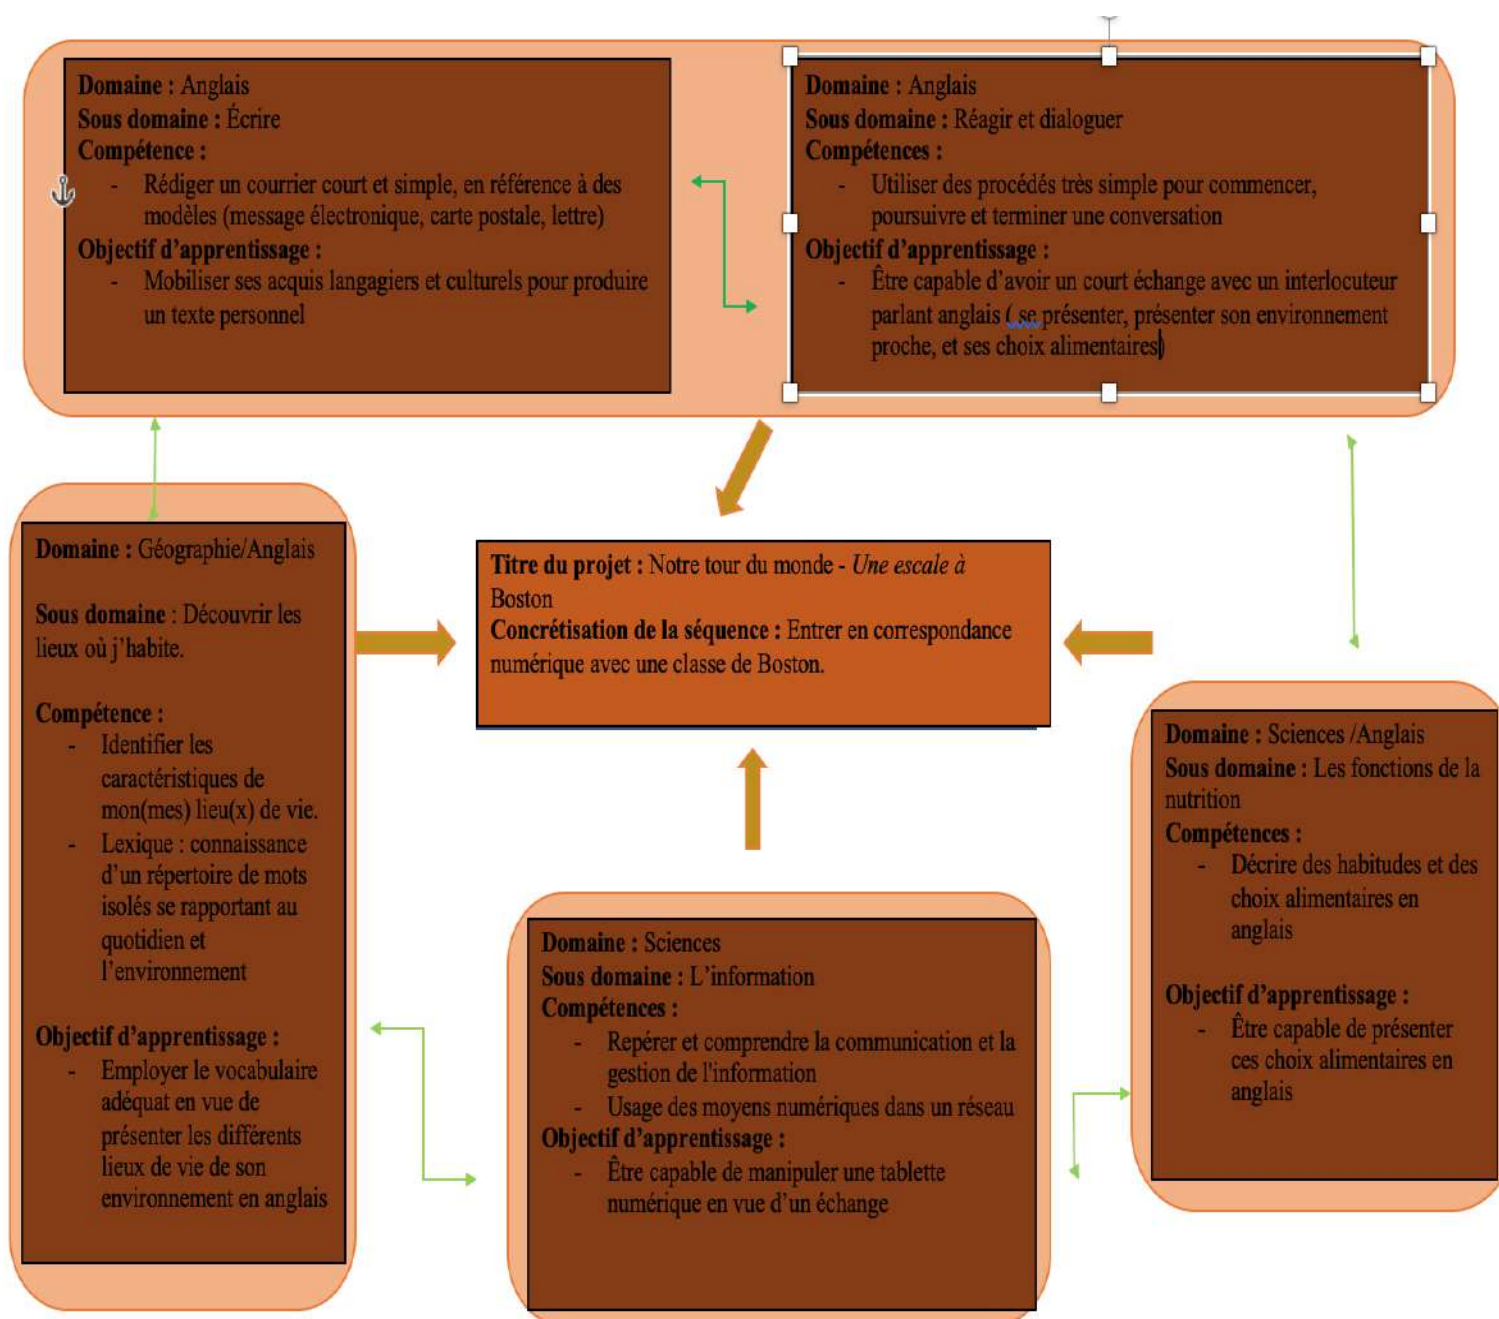 Domaine : Anglais
Sous domaine : Écrire
Compétence :
- Rédiger un courrier court et simple, en référence à des
modèles (message électronique, carte postale, lettre)
Objectif d’apprentissage :
- Mobiliser ses acquis langagiers et culturels pour produire
un texte personnel
Domaine : Anglais
Sous domaine : Réagir et dialoguer
Compétences :
- Utiliser des procédés très simple pour commencer,
poursuivre et terminer une conversation
Objectif d’apprentissage :
- Être capable d’avoir un court échange avec un interlocuteur
parlant anglais ( se présenter, présenter son environnement
proche, et ses choix alimentaires)
Domaine : Géographie/Anglais
Sous domaine : Découvrir les
lieux où j’habite.
Compétence :
- Identifier les
caractéristiques de
mon(mes) lieu(x) de vie.
- Lexique : connaissance
d’un répertoire de mots
isolés se rapportant au
quotidien et
l’environnement
Objectif d’apprentissage :
- Employer le vocabulaire
adéquat en vue de
présenter les différents
lieux de vie de son
environnement en anglais
Titre du projet : Notre tour du monde - Une escale à
Boston
Concrétisation de la séquence : Entrer en correspondance
numérique avec une classe de Boston.
Domaine : Sciences /Anglais
Sous domaine : Les fonctions de la
nutrition
Compétences :
- Décrire des habitudes et des
choix alimentaires en
anglais
Objectif d’apprentissage :
- Être capable de présenter
ces choix alimentaires en
anglais
Domaine : Sciences
Sous domaine : L’information
Compétences :
- Repérer et comprendre la communication et la
gestion de l'information
- Usage des moyens numériques dans un réseau
Objectif d’apprentissage :
- Être capable de manipuler une tablette
numérique en vue d’un échange